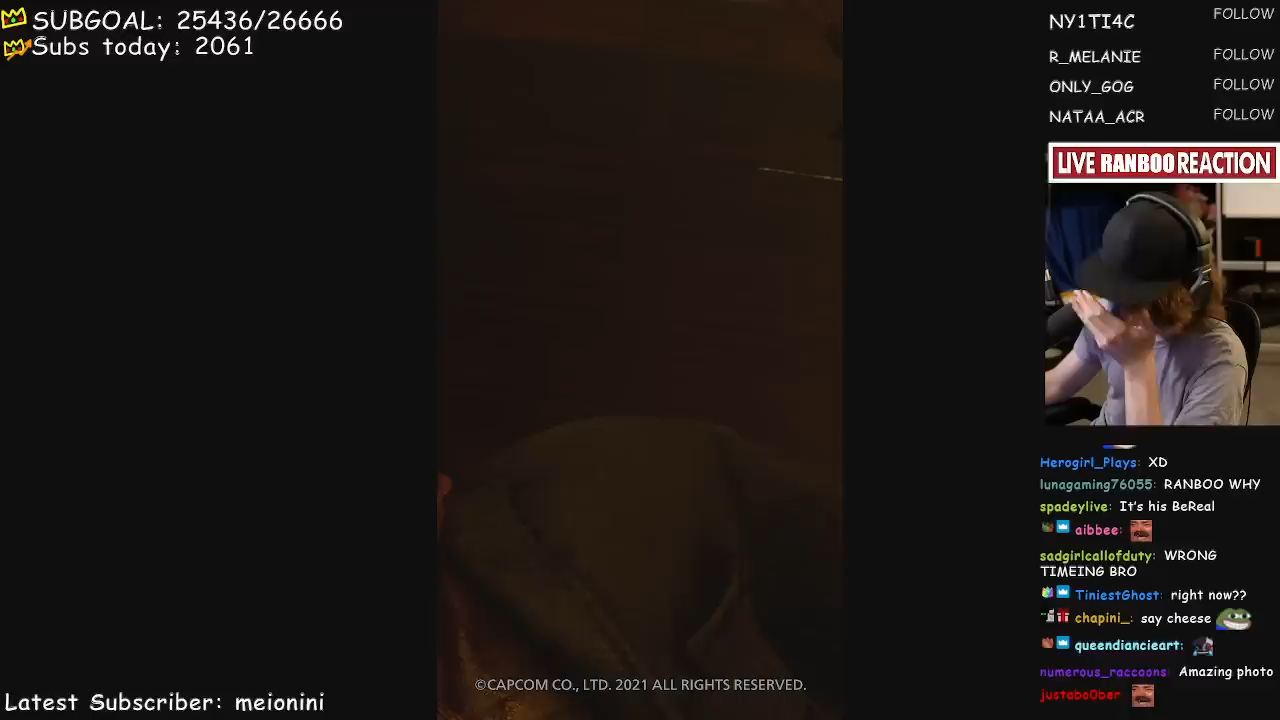 SUBGOAL: 25436/26666
Subs today: 2061
NY1TI4C FOLLOW
R_MELANIE FOLLOW
ONLY_GOG FOLLOW
NATAA_ACR FOLLOW
LIVE RANBOO REACTION
Herogirl_Plays: XD
lunagaming76055: RANBOO WHY
spadeylive: It's his BeReal
aibbee:
sadgirlcallofduty: WRONG
TIMEING BRO
TiniestGhost: right now??
chapini_: say cheese
queendiancieart:
numerous_raccoons: Amazing photo
justabo0ber
©CAPCOM CO., LTD. 2021 ALL RIGHTS RESERVED.
Latest Subscriber: meionini